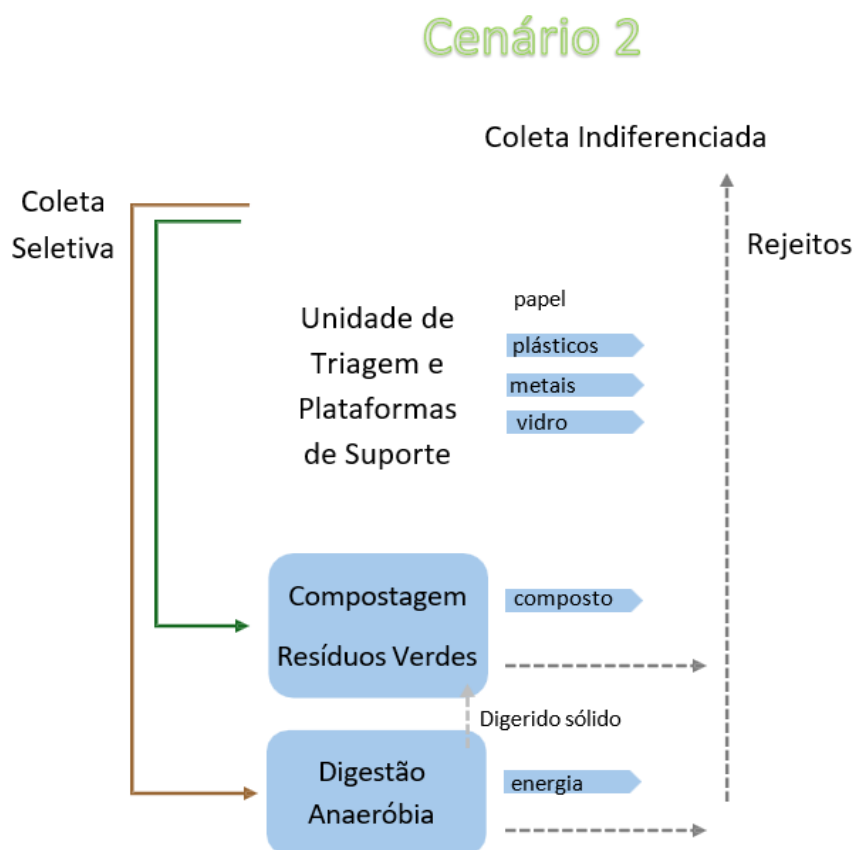 Cenário 2
Coleta Indiferenciada
Coleta
Seletiva
Rejeitos
Unidade de
Triagem e
Plataformas
de Suporte
papel
plásticos
metais
vidro
Compostagem
Resíduos Verdes
composto
Digerido sólido
Digestão
Anaeróbia
energia